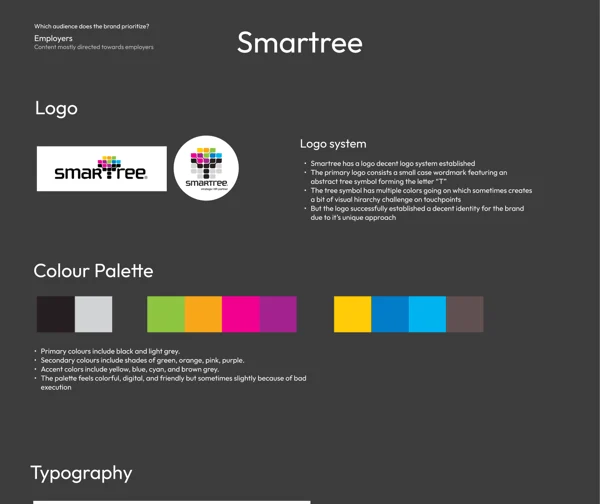 Which audience does the brand prioritize?
Employers
Content mostly directed towards employers
Smartree
Logo
smarTree®
smarTree
Logo system
• Smartree has a logo decent logo system established
• The primary logo consists a small case wordmark featuring an
abstract tree symbol forming the letter “T”
• The tree symbol has multiple colors going on which sometimes creates
a bit of visual hirarchy challenge on touchpoints
• But the logo successfully established a decent identity for the brand
due to it’s unique approach
Colour Palette
• Primary colours include black and light grey.
• Secondary colours include shades of green, orange, pink, purple.
• Accent colors include yellow, blue, cyan, and brown grey.
• The palette feels colorful, digital, and friendly but sometimes slightly because of bad
execution
Typography